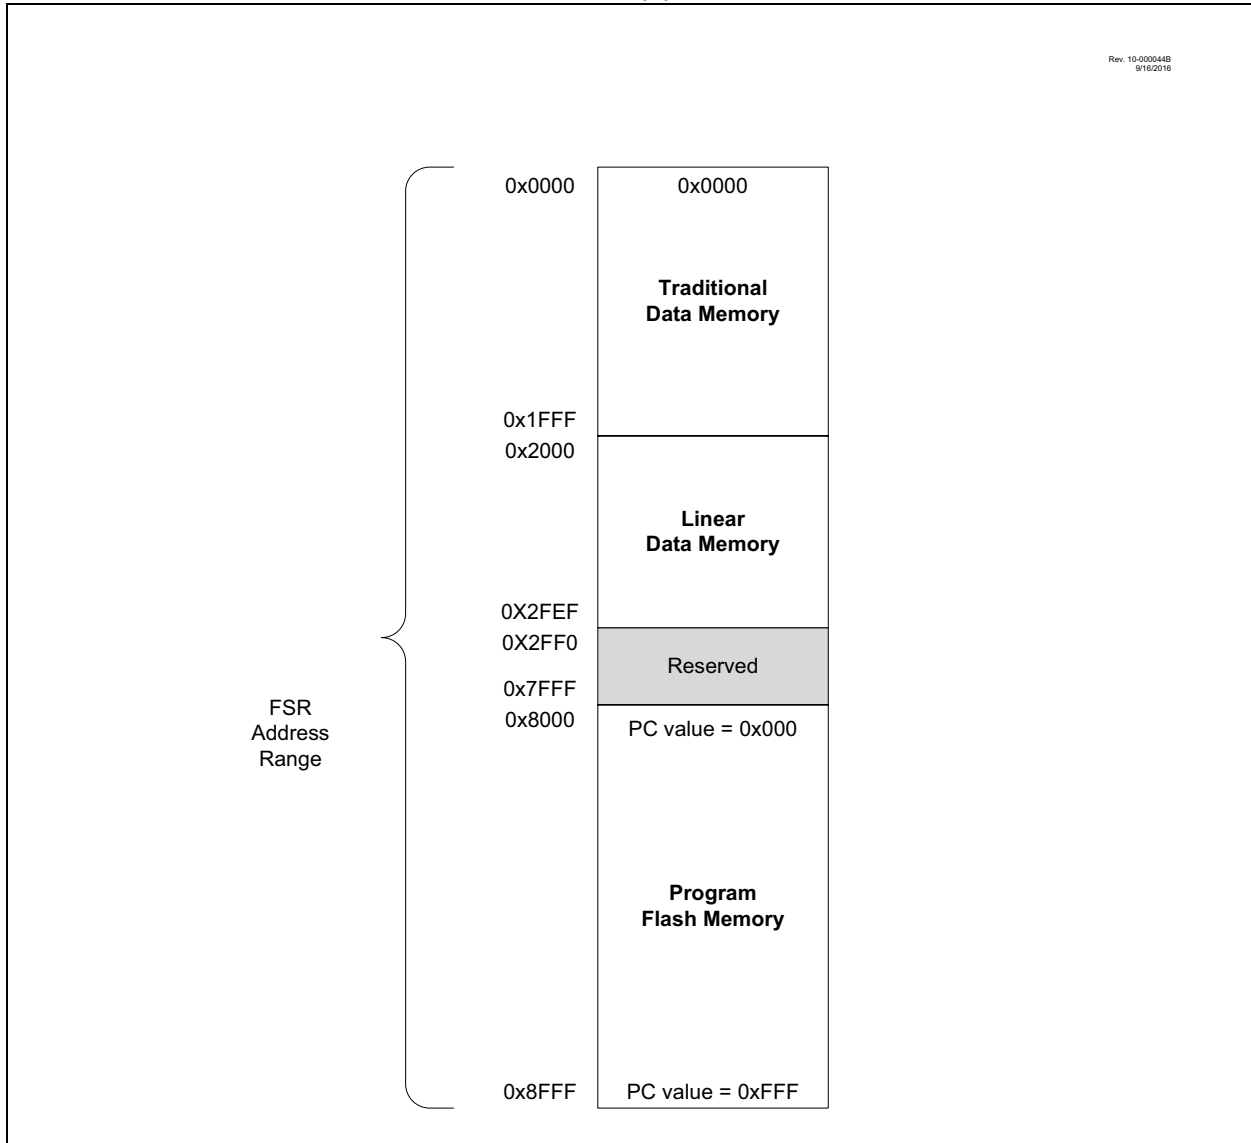 Rev. 10-000044B
9/16/2016
0x0000
0x0000
Traditional
Data Memory
0x1FFF
0x2000
Linear
Data Memory
0X2FEF
0X2FF0
Reserved
0x7FFF
0x8000
PC value = 0x000
FSR
Address
Range
Program
Flash Memory
0x8FFF
PC value = 0xFFF